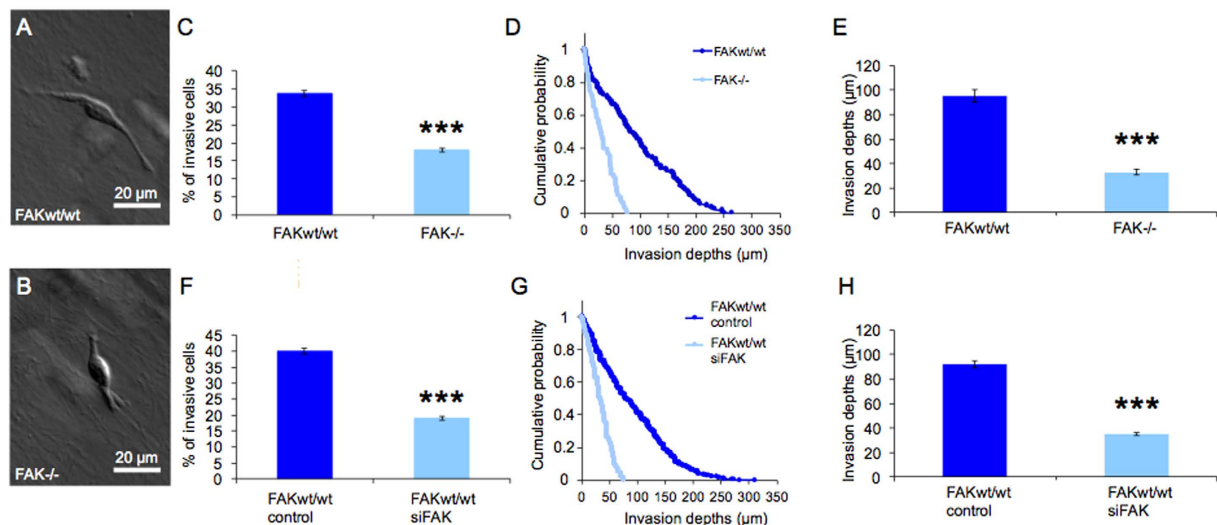 A
20 µm
FAKwt/wt
C
% of invasive cells
40
35
30
25
20
15
10
5
0
***
FAKwt/wt
FAK-/-
D
Cumulative probability
1
0.8
0.6
0.4
0.2
0
FAKwt/wt
FAK-/-
0 50 100 150 200 250 300 350
Invasion depths (µm)
E
Invasion depths (µm)
120
100
80
60
40
20
0
***
FAKwt/wt
FAK-/-
B
20 µm
FAK-/-
F
% of invasive cells
45
40
35
30
25
20
15
10
5
0
***
FAKwt/wt
control
FAKwt/wt
siFAK
G
Cumulative probability
1
0.8
0.6
0.4
0.2
0
FAKwt/wt
control
FAKwt/wt
siFAK
0 50 100 150 200 250 300 350
Invasion depths (µm)
H
Invasion depths (µm)
120
100
80
60
40
20
0
***
FAKwt/wt
control
FAKwt/wt
siFAK